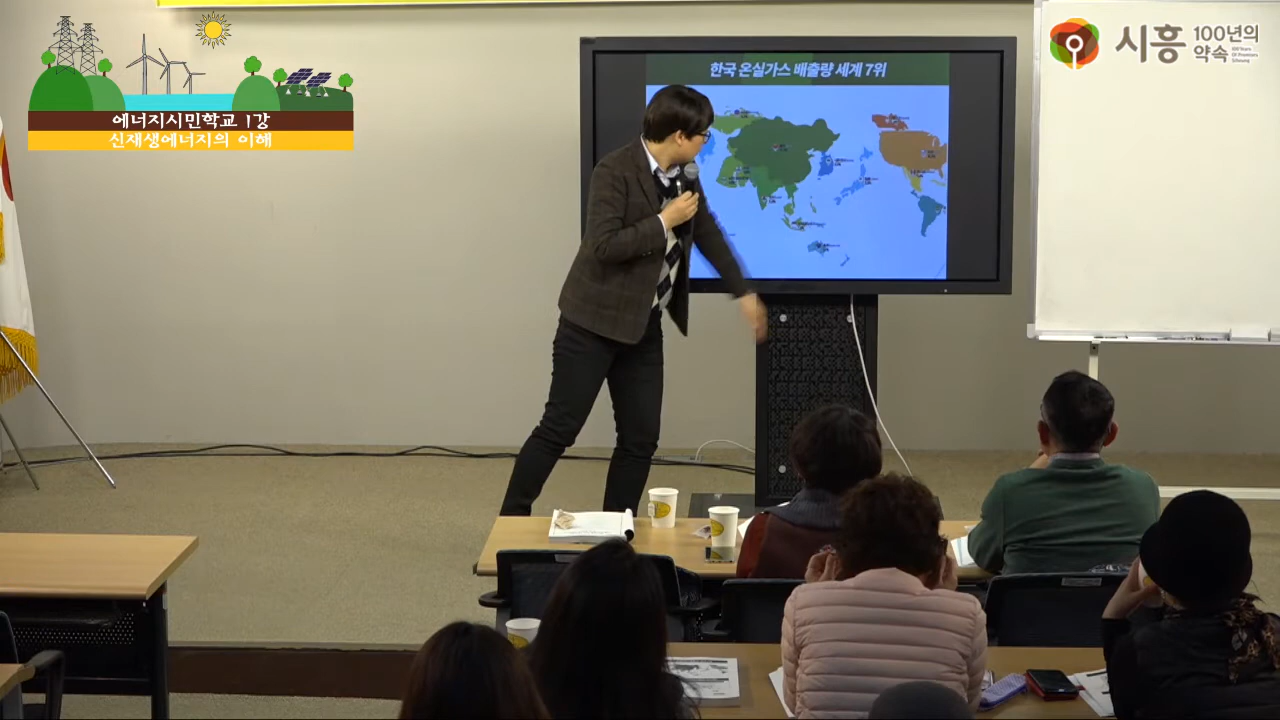 에너지시민학교 1강
신재생에너지의 이해
한국 온실가스 배출량 세계 7위
시흥
100년의
약속